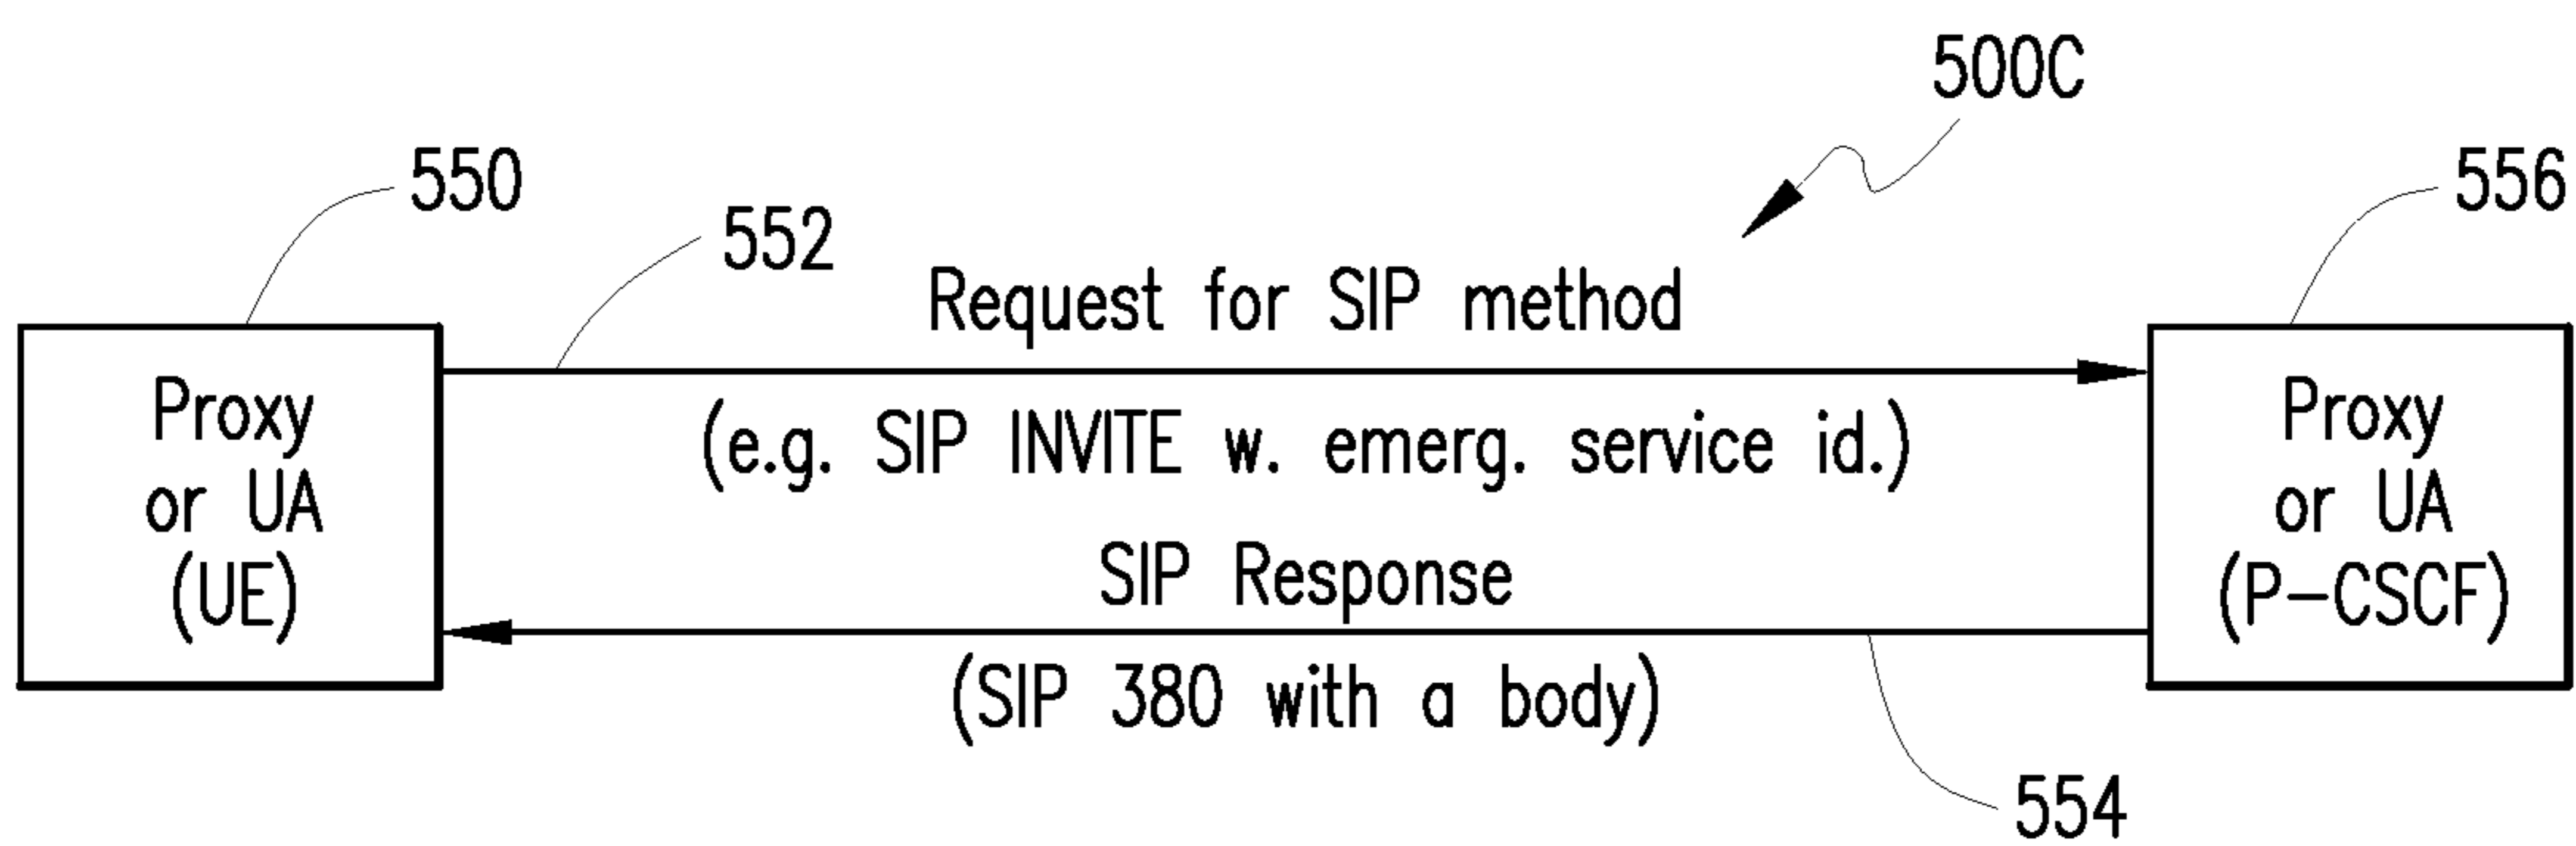 500C
550
556
552
Request for SIP method
(e.g. SIP INVITE w. emerg. service id.)
Proxy
or UA
(UE)
Proxy
or UA
(P-CSCF)
SIP Response
(SIP 380 with a body)
554